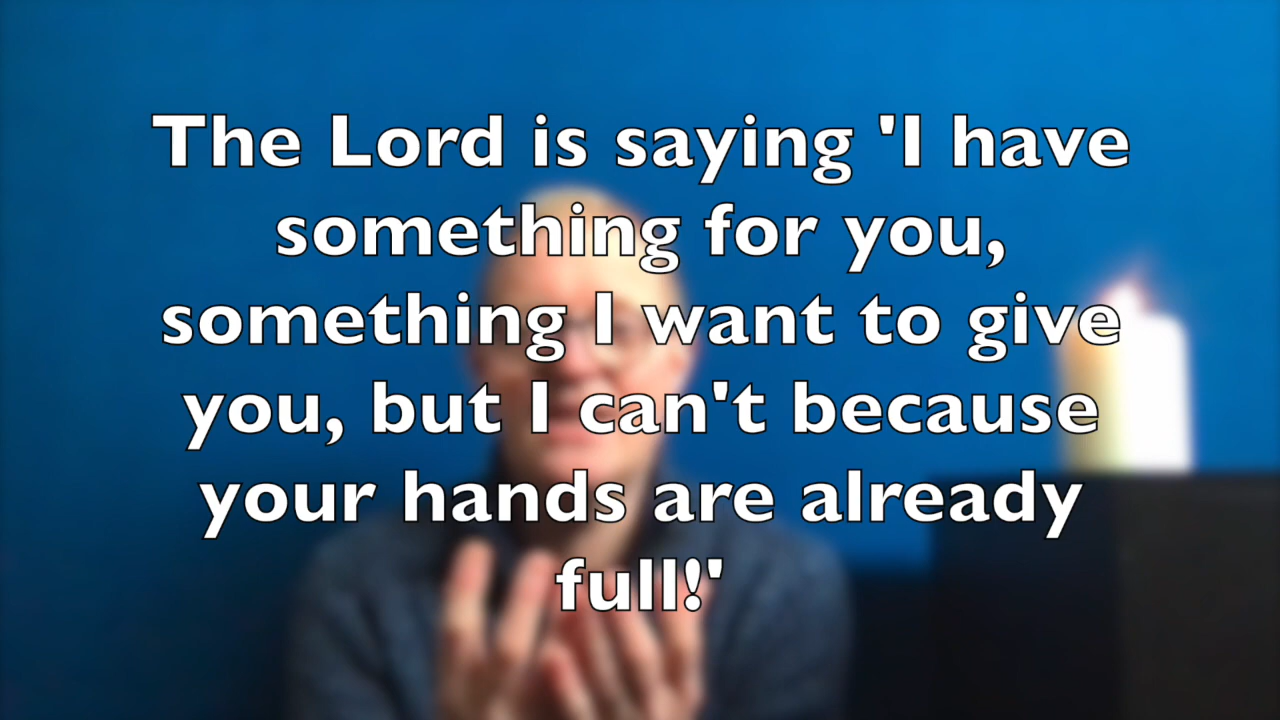 The Lord is saying 'I have
something for you,
something I want to give
you, but I can't because
your hands are already
full!'